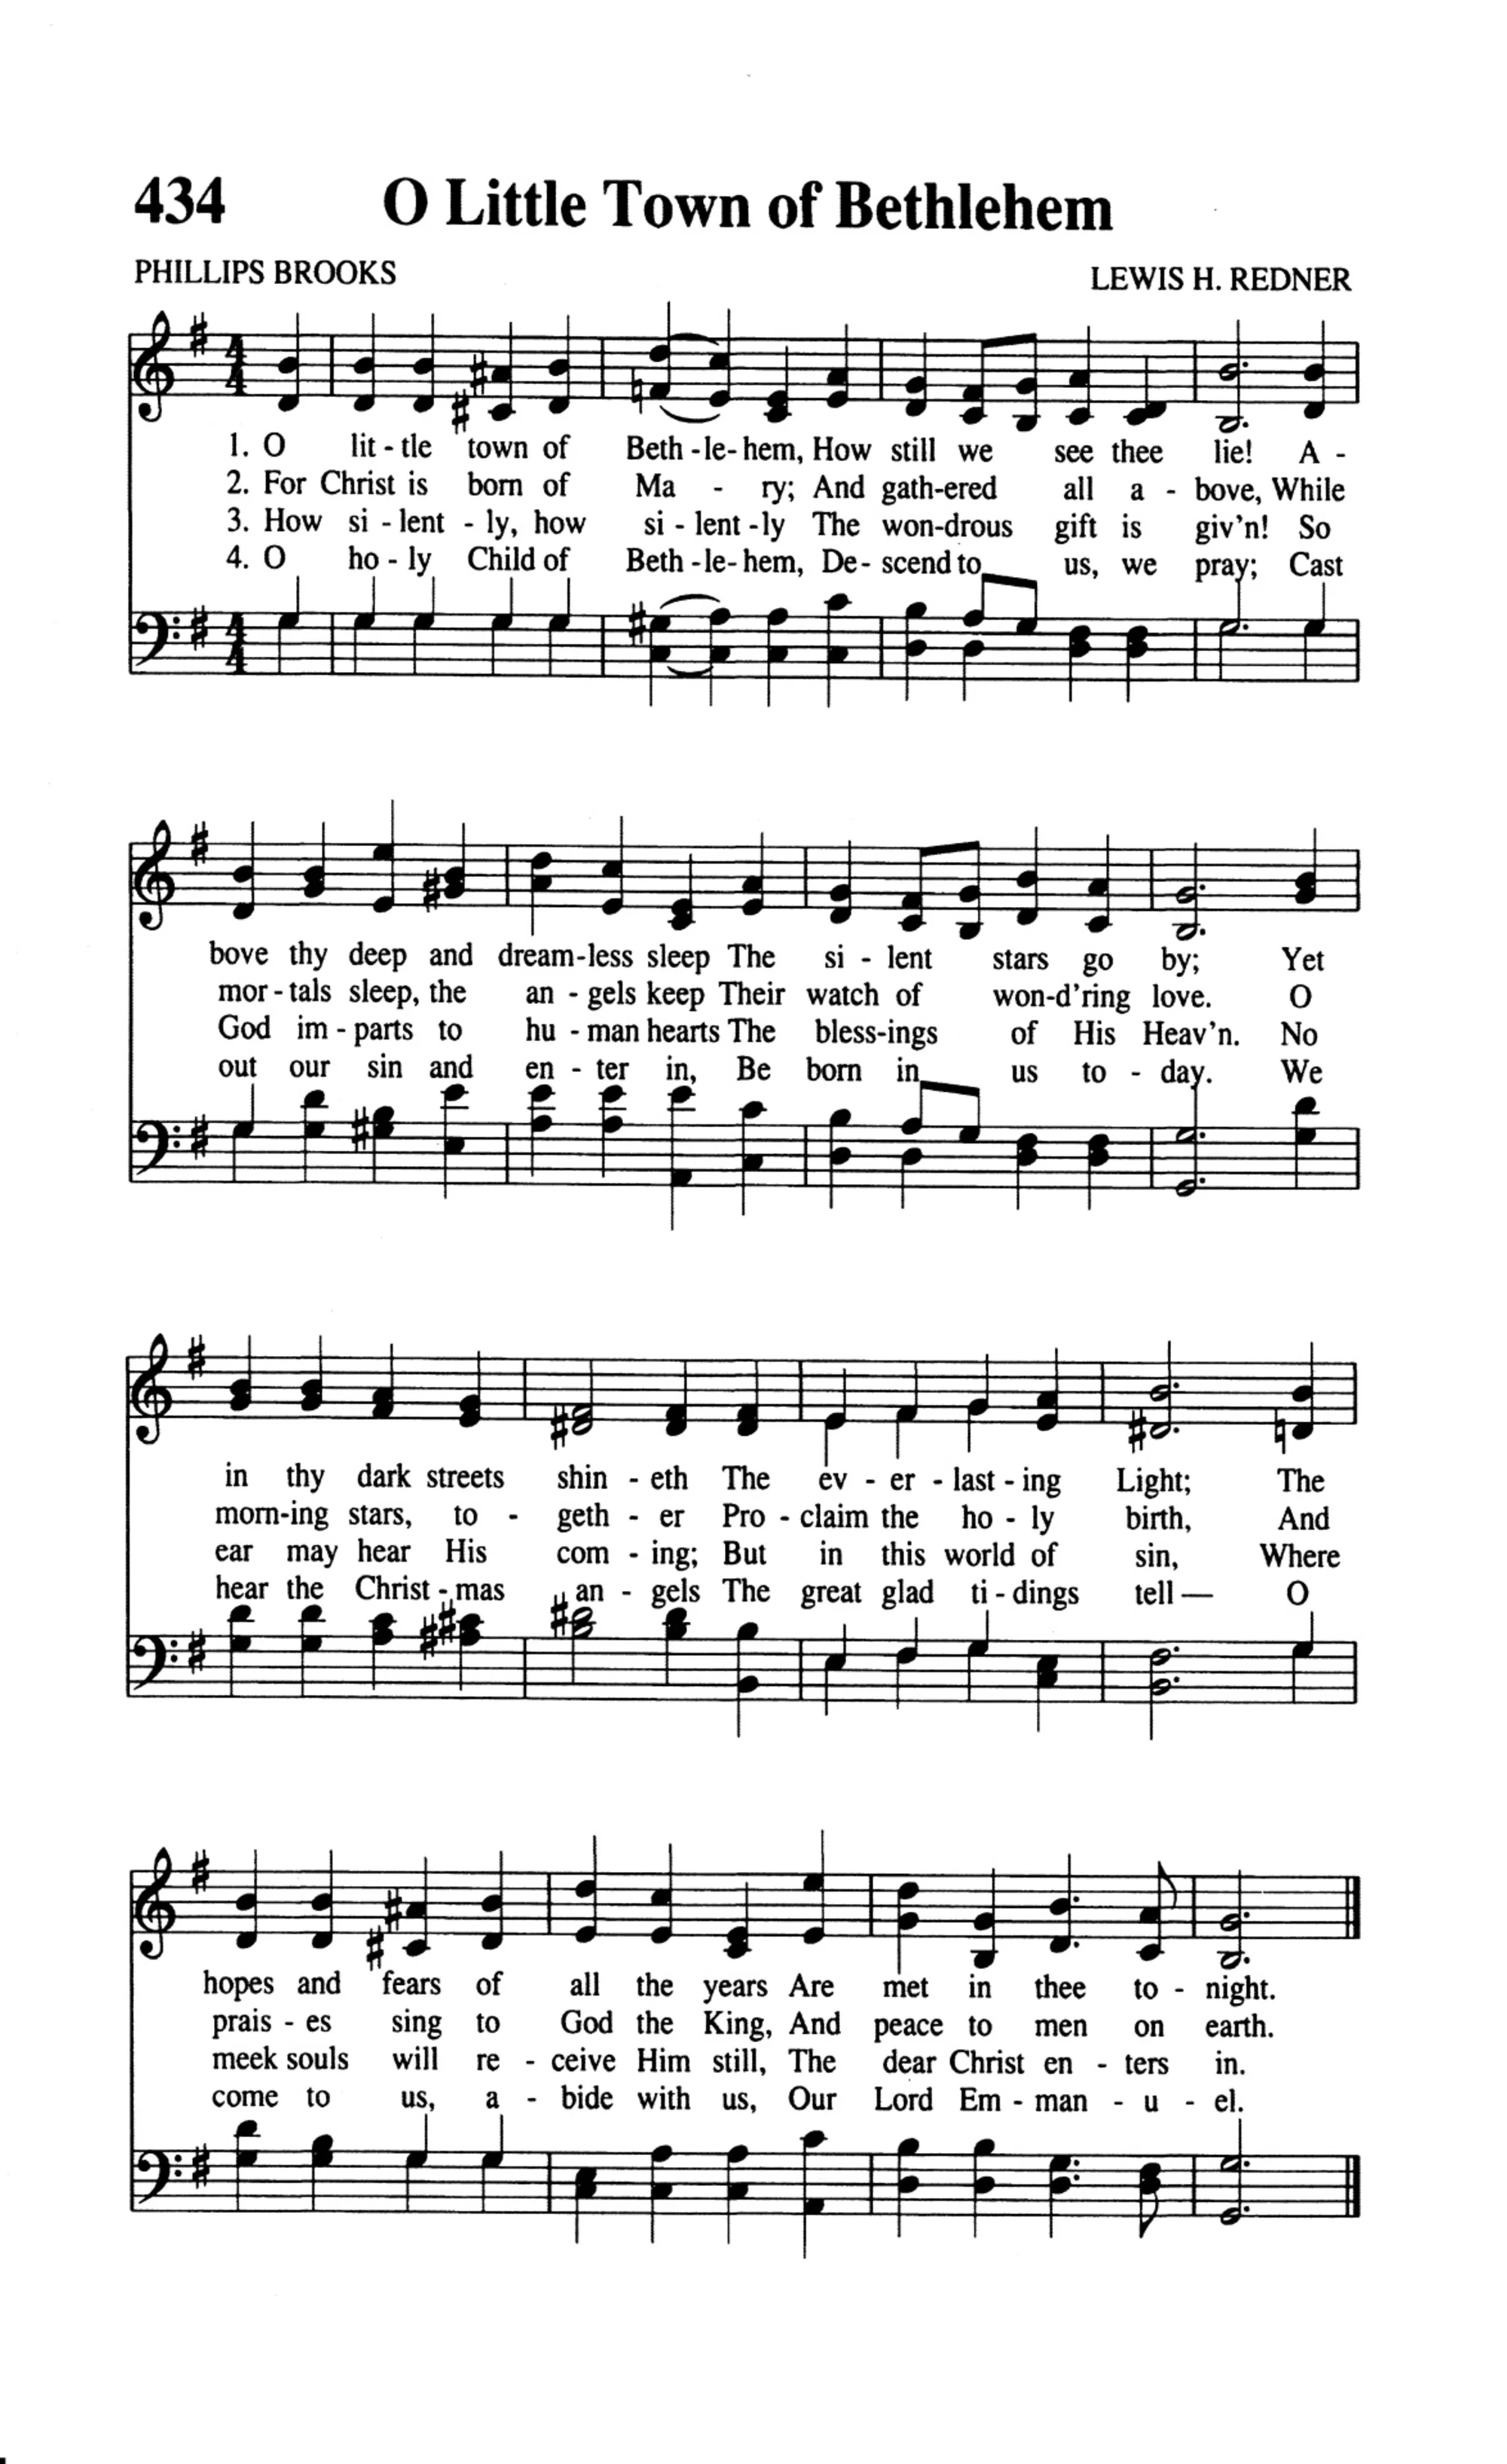 434 O Little Town of Bethlehem
PHILLIPS BROOKS LEWIS H. REDNER
1. O lit - tle town of Beth - le - hem, How still we see thee lie! A -
2. For Christ is born of Ma - ry; And gath-ered all a - bove, While
3. How si - lent - ly, how si - lent - ly The won-drous gift is giv'n! So
4. O ho - ly Child of Beth - le - hem, De - scend to us, we pray; Cast
bove thy deep and dream-less sleep The si - lent stars go by; Yet
mor - tals sleep, the an - gels keep Their watch of won-d'ring love. O
God im - parts to hu - man hearts The bless-ings of His Heav'n. No
out our sin and en - ter in, Be born in us to - day. We
in thy dark streets shin - eth The ev - er - last - ing Light; The
morn-ing stars, to - geth - er Pro - claim the ho - ly birth, And
ear may hear His com - ing; But in this world of sin, Where
hear the Christ - mas an - gels The great glad ti - dings tell — O
hopes and fears of all the years Are met in thee to - night.
prais - es sing to God the King, And peace to men on earth.
meek souls will re - ceive Him still, The dear Christ en - ters in.
come to us, a - bide with us, Our Lord Em - man - u - el.